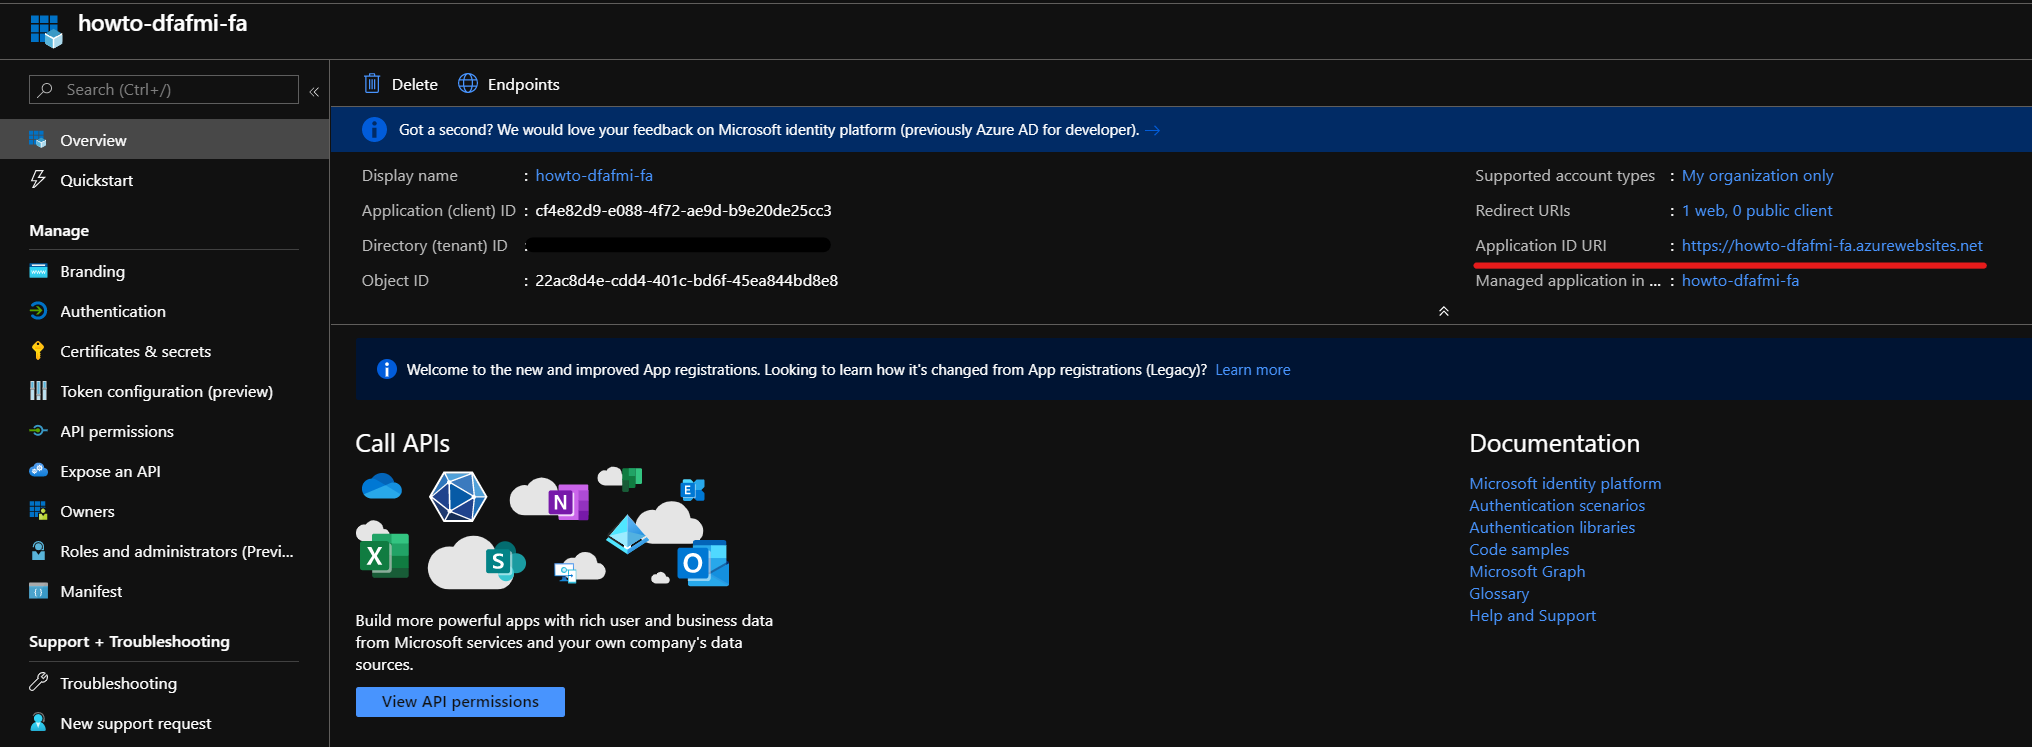 howto-dfafmi-fa
Search (Ctrl+/)
«
Overview
Quickstart
Manage
Branding
Authentication
Certificates & secrets
Token configuration (preview)
API permissions
Expose an API
Owners
Roles and administrators (Previ...
Manifest
Support + Troubleshooting
Troubleshooting
New support request
Delete
Endpoints
Got a second? We would love your feedback on Microsoft identity platform (previously Azure AD for developer). →
Display name : howto-dfafmi-fa
Application (client) ID : cf4e82d9-e088-4f72-ae9d-b9e20de25cc3
Directory (tenant) ID :
Object ID : 22ac8d4e-cdd4-401c-bd6f-45ea844bd8e8
Supported account types : My organization only
Redirect URIs : 1 web, 0 public client
Application ID URI : https://howto-dfafmi-fa.azurewebsites.net
Managed application in ... : howto-dfafmi-fa
Welcome to the new and improved App registrations. Looking to learn how it's changed from App registrations (Legacy)? Learn more
Call APIs
N
E
X
S
O
Build more powerful apps with rich user and business data
from Microsoft services and your own company's data
sources.
View API permissions
Documentation
Microsoft identity platform
Authentication scenarios
Authentication libraries
Code samples
Microsoft Graph
Glossary
Help and Support